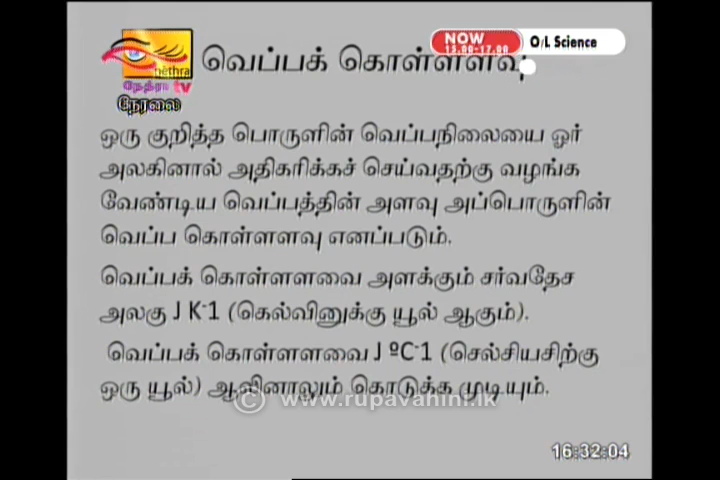 NOW
15.00-17.00
O/L Science
nethra
நேத்ரா tv
நேரலை
வெப்பக் கொள்ளளவு
ஒரு குறித்த பொருளின் வெப்பநிலையை ஓர்
அலகினால் அதிகரிக்கச் செய்வதற்கு வழங்க
வேண்டிய வெப்பத்தின் அளவு அப்பொருளின்
வெப்ப கொள்ளளவு எனப்படும்.
வெப்பக் கொள்ளளவை அளக்கும் சர்வதேச
அலகு J K⁻1 (கெல்வினுக்கு யூல் ஆகும்).
வெப்பக் கொள்ளளவை J ºC⁻1 (செல்சியசிற்கு
ஒரு யூல்) ஆலினாலும் கொடுக்க முடியும்.
© www.rupavahini.lk
16:32:04